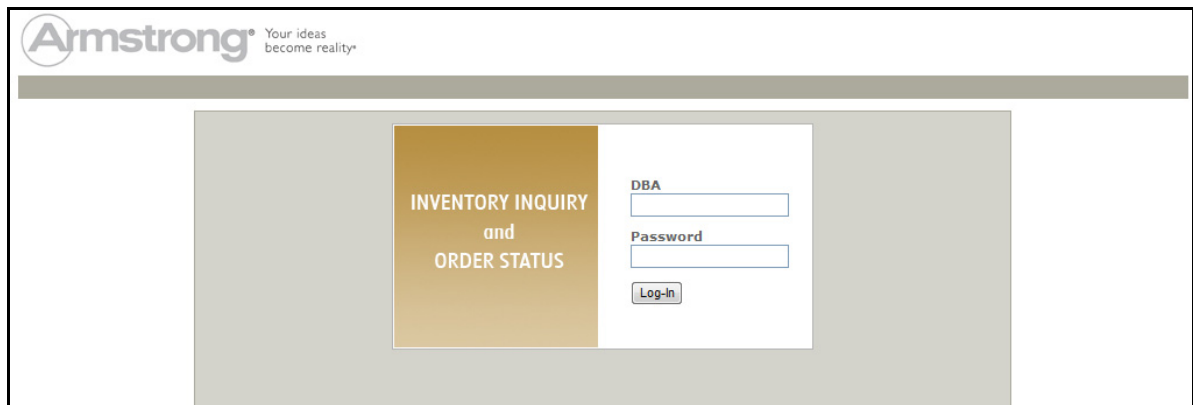 Armstrong® Your ideas
become reality®
INVENTORY INQUIRY
and
ORDER STATUS
DBA
Password
Log-In